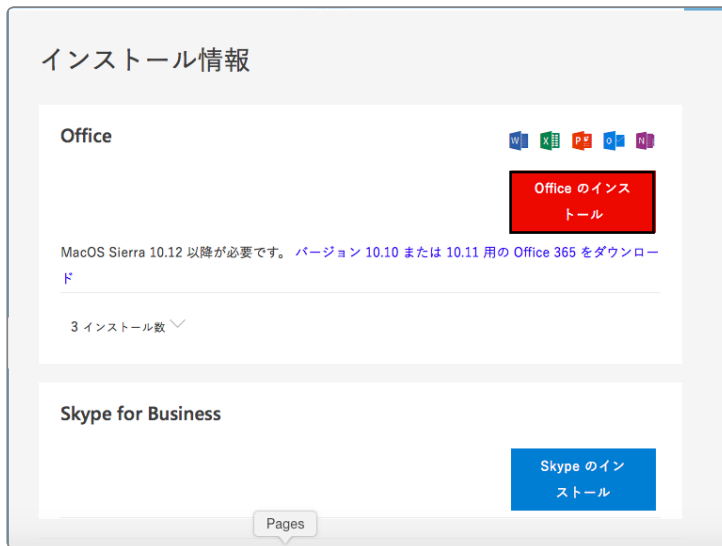 インストール情報
Office
Office のインス
トール
MacOS Sierra 10.12 以降が必要です。 バージョン 10.10 または 10.11 用の Office 365 をダウンロー
ド
3 インストール数
Skype for Business
Skype のイン
ストール
Pages